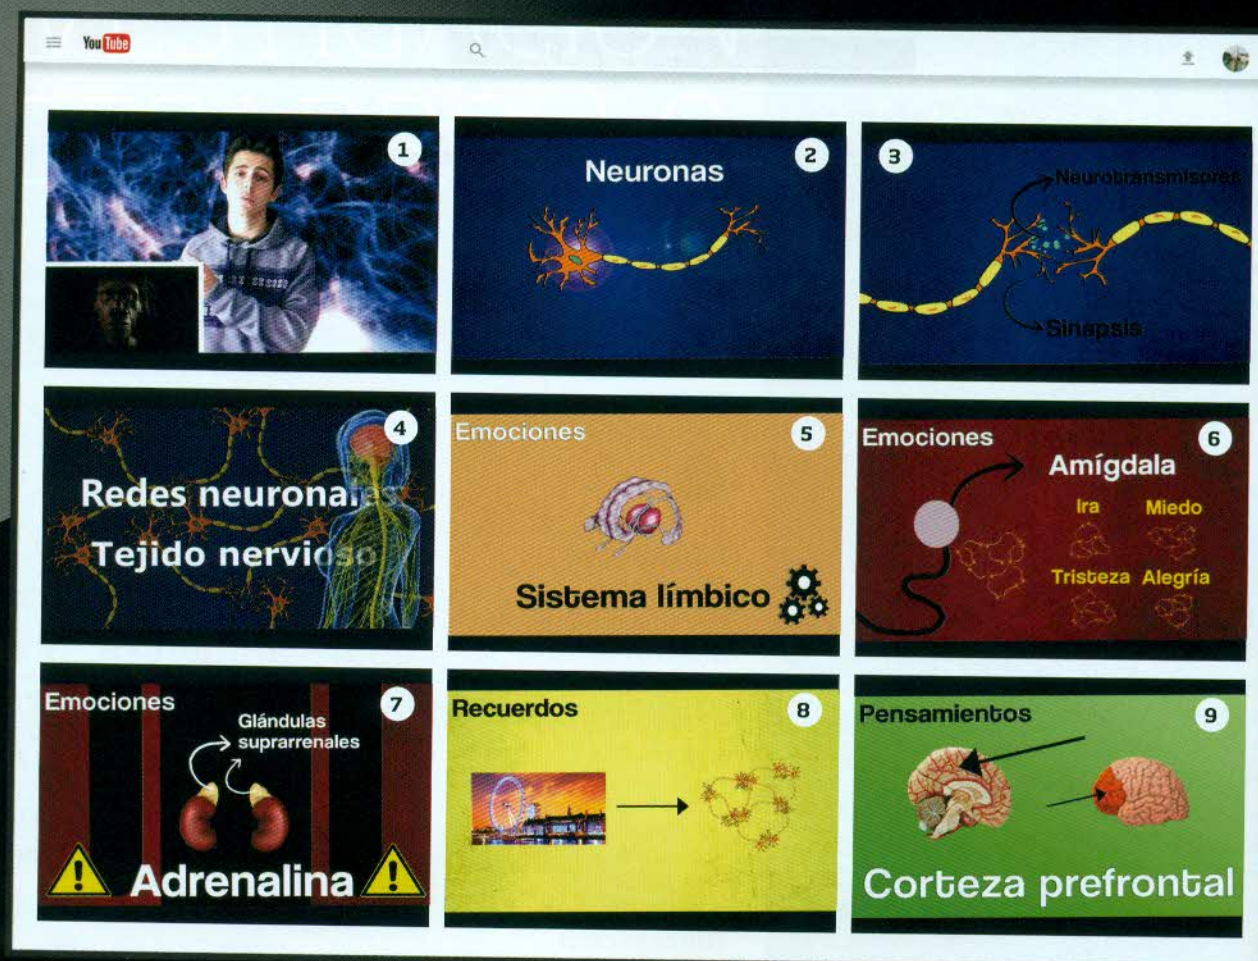 YouTube
1
Neuronas
2
3
Neurotransmisores
Sinapsis
4
Redes neuronales
Tejido nervioso
Emociones
5
Sistema límbico
Emociones
6
Amígdala
Ira Miedo
Tristeza Alegría
Emociones
7
Glándulas
suprarrenales
Adrenalina
Recuerdos
8
Pensamientos
9
Corteza prefrontal